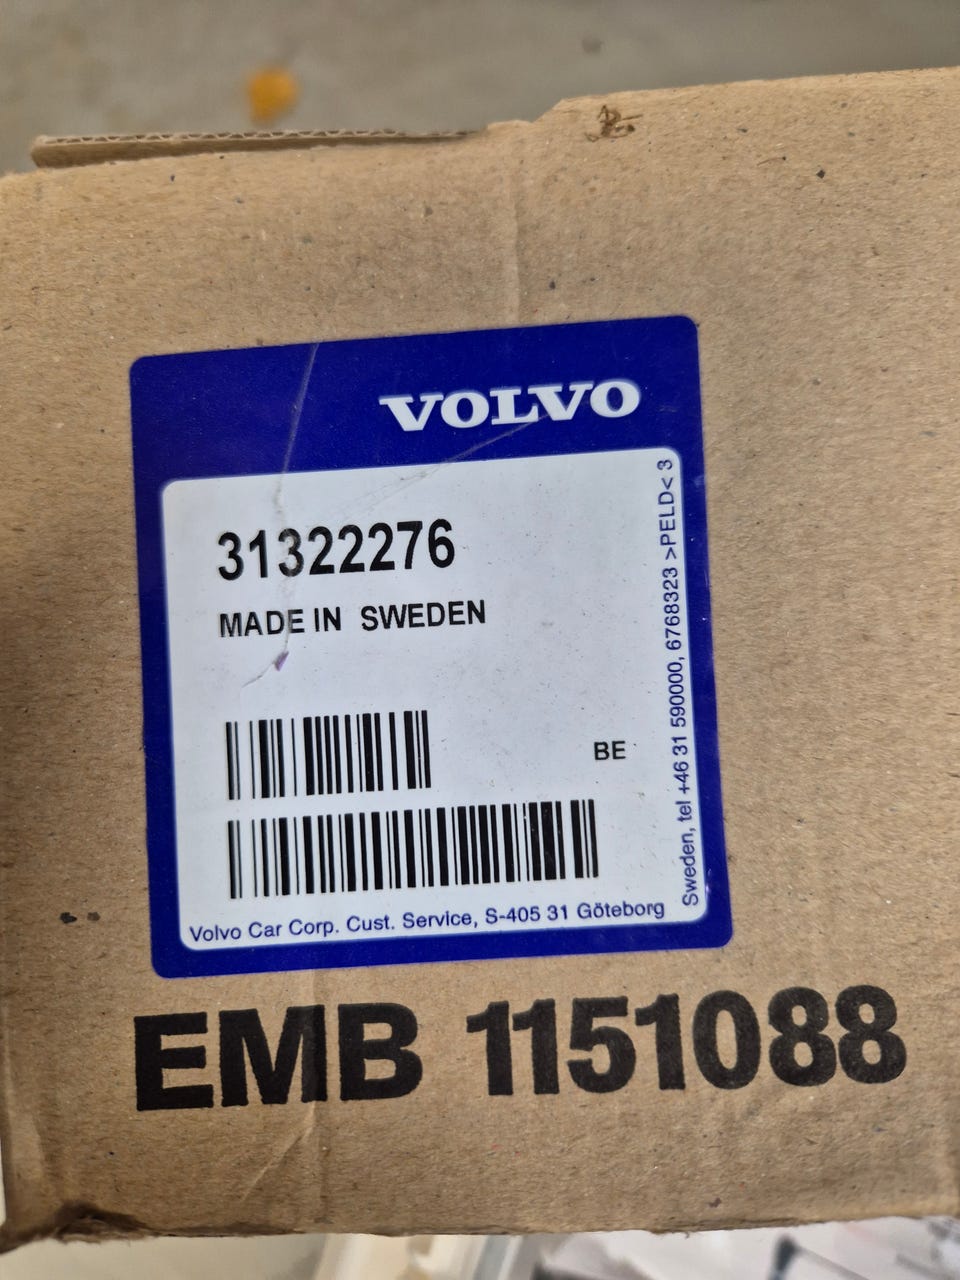 VOLVO
31322276
MADE IN SWEDEN
BE
Volvo Car Corp. Cust. Service, S-405 31 Göteborg
Sweden, tel +46 31 590000, 6768323 >PELD< 3
EMB 1151088